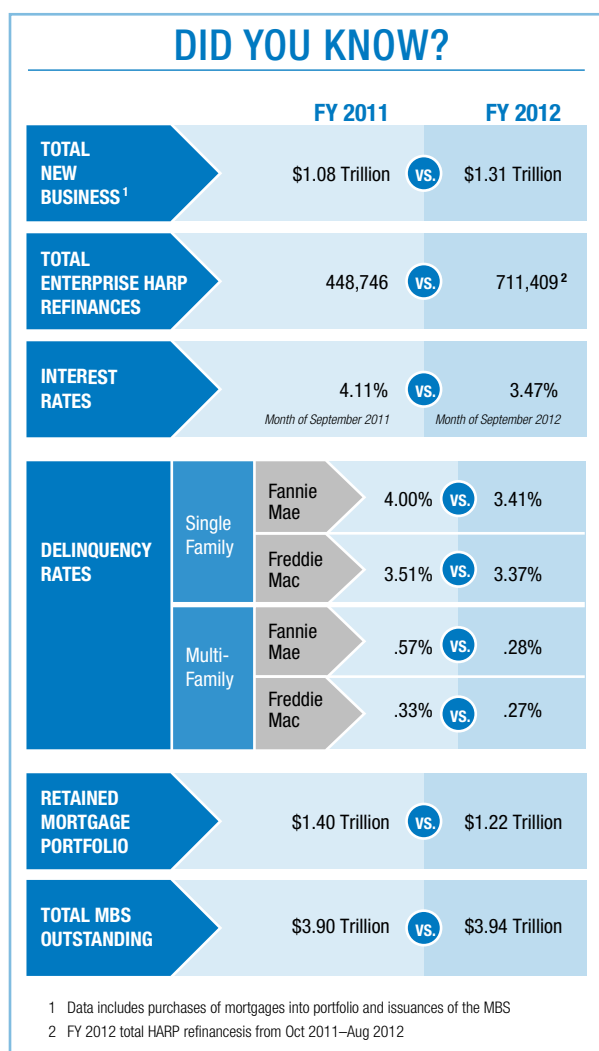 DID YOU KNOW?
FY 2011 FY 2012
TOTAL
NEW
BUSINESS 1
$1.08 Trillion VS. $1.31 Trillion
TOTAL
ENTERPRISE HARP
REFINANCES
448,746 VS. 711,409 2
INTEREST
RATES
4.11% VS. 3.47%
Month of September 2011 Month of September 2012
DELINQUENCY
RATES
Single
Family
Fannie
Mae
4.00% VS. 3.41%
Freddie
Mac
3.51% VS. 3.37%
Multi-
Family
Fannie
Mae
.57% VS. .28%
Freddie
Mac
.33% VS. .27%
RETAINED
MORTGAGE
PORTFOLIO
$1.40 Trillion VS. $1.22 Trillion
TOTAL MBS
OUTSTANDING
$3.90 Trillion VS. $3.94 Trillion
1 Data includes purchases of mortgages into portfolio and issuances of the MBS
2 FY 2012 total HARP refinancesis from Oct 2011–Aug 2012